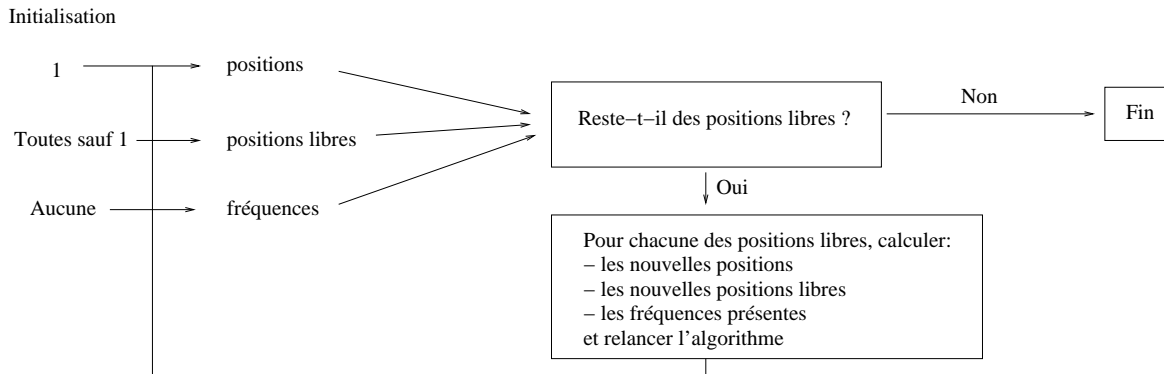 Initialisation
1
positions
Toutes sauf 1
positions libres
Aucune
fréquences
Reste−t−il des positions libres ?
Non
Fin
Oui
Pour chacune des positions libres, calculer:
− les nouvelles positions
− les nouvelles positions libres
− les fréquences présentes
et relancer l'algorithme